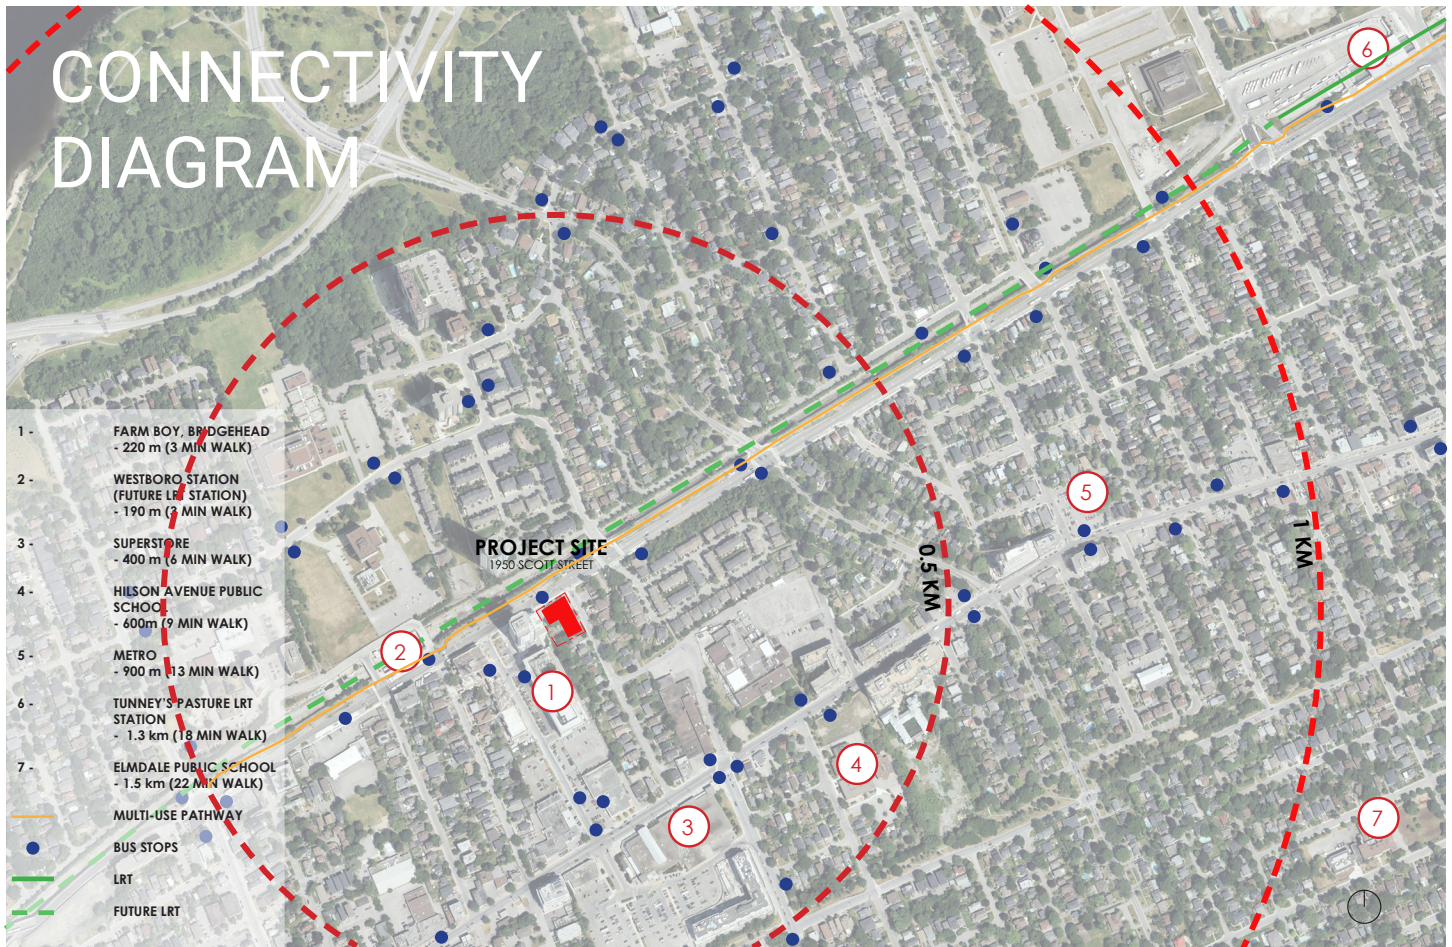 CONNECTIVITY
DIAGRAM
6
1 -
FARM BOY, BRIDGEHEAD
- 220 m (3 MIN WALK)
2 -
WESTBORO STATION
(FUTURE LRT STATION)
- 190 m (3 MIN WALK)
3 -
SUPERSTORE
- 400 m (6 MIN WALK)
4 -
HILSON AVENUE PUBLIC
SCHOOL
- 600m (9 MIN WALK)
5 -
METRO
- 900 m (13 MIN WALK)
6 -
TUNNEY'S PASTURE LRT
STATION
- 1.3 km (18 MIN WALK)
7 -
ELMDALE PUBLIC SCHOOL
- 1.5 km (22 MIN WALK)
MULTI-USE PATHWAY
BUS STOPS
LRT
FUTURE LRT
PROJECT SITE
1950 SCOTT STREET
5
0.5 KM
1 KM
2
1
4
3
7